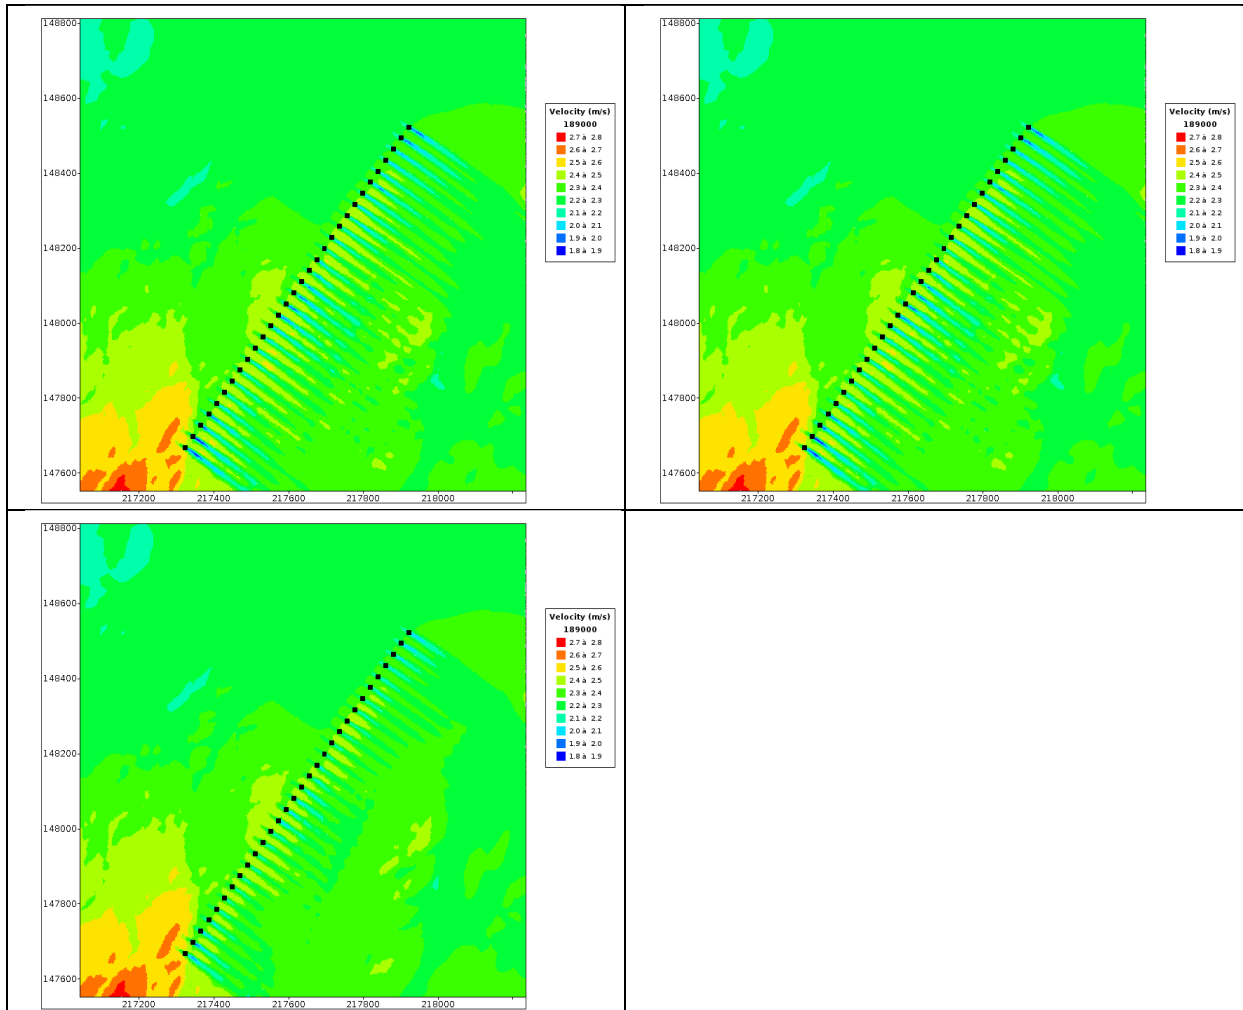 148800
148600
148400
148200
148000
147800
147600
217200 217400 217600 217800 218000
Velocity (m/s)
189000
2.7 à 2.8
2.6 à 2.7
2.5 à 2.6
2.4 à 2.5
2.3 à 2.4
2.2 à 2.3
2.1 à 2.2
2.0 à 2.1
1.9 à 2.0
1.8 à 1.9
148800
148600
148400
148200
148000
147800
147600
217200 217400 217600 217800 218000
Velocity (m/s)
189000
2.7 à 2.8
2.6 à 2.7
2.5 à 2.6
2.4 à 2.5
2.3 à 2.4
2.2 à 2.3
2.1 à 2.2
2.0 à 2.1
1.9 à 2.0
1.8 à 1.9
148800
148600
148400
148200
148000
147800
147600
217200 217400 217600 217800 218000
Velocity (m/s)
189000
2.7 à 2.8
2.6 à 2.7
2.5 à 2.6
2.4 à 2.5
2.3 à 2.4
2.2 à 2.3
2.1 à 2.2
2.0 à 2.1
1.9 à 2.0
1.8 à 1.9